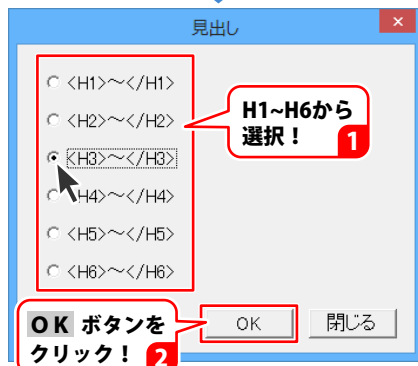 見出し
×
<H1>～</H1>
<H2>～</H2>
<H3>～</H3>
<H4>～</H4>
<H5>～</H5>
<H6>～</H6>
H1~H6から
選択！
1
OK ボタンを
クリック！ 2
OK
閉じる